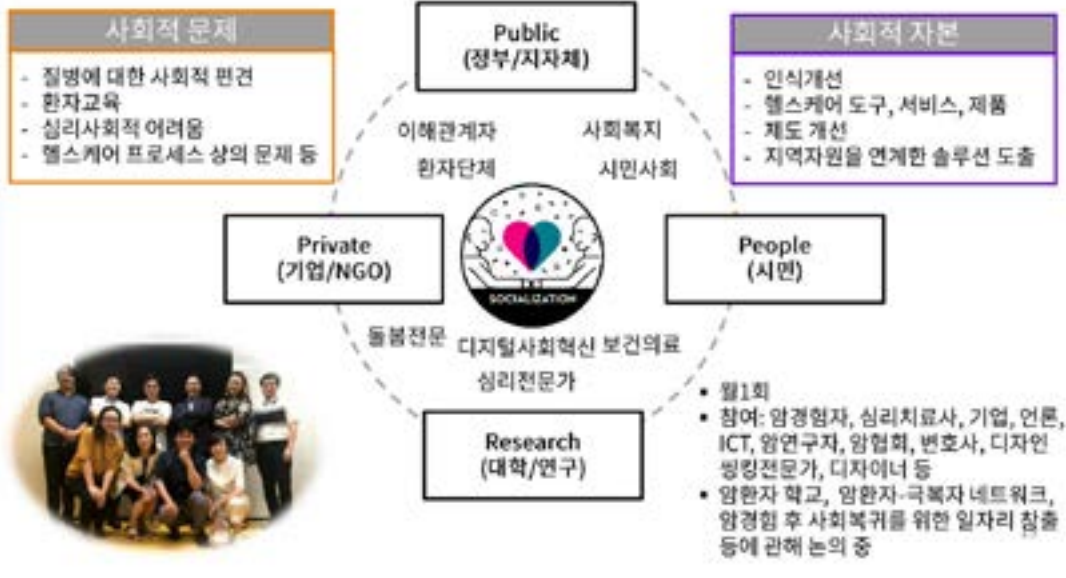 사회적 문제
- 질병에 대한 사회적 편견
- 환자교육
- 심리사회적 어려움
- 헬스케어 프로세스 상의 문제 등
Public
(정부/지자체)
사회적 자본
- 인식개선
- 헬스케어 도구, 서비스, 제품
- 제도 개선
- 지역자원을 연계한 솔루션 도출
이해관계자
사회복지
환자단체
시민사회
Private
(기업/NGO)
SOCIALIZATION
People
(시민)
돌봄전문
디지털사회혁신
보건의료
심리전문가
Research
(대학/연구)
▪ 월1회
▪ 참여: 암경험자, 심리치료사, 기업, 언론,
ICT, 암연구자, 암협회, 변호사, 디자인
씽킹전문가, 디자이너 등
▪ 암환자 학교, 암환자-극복자 네트워크,
암경험 후 사회복귀를 위한 일자리 창출
등에 관해 논의 중